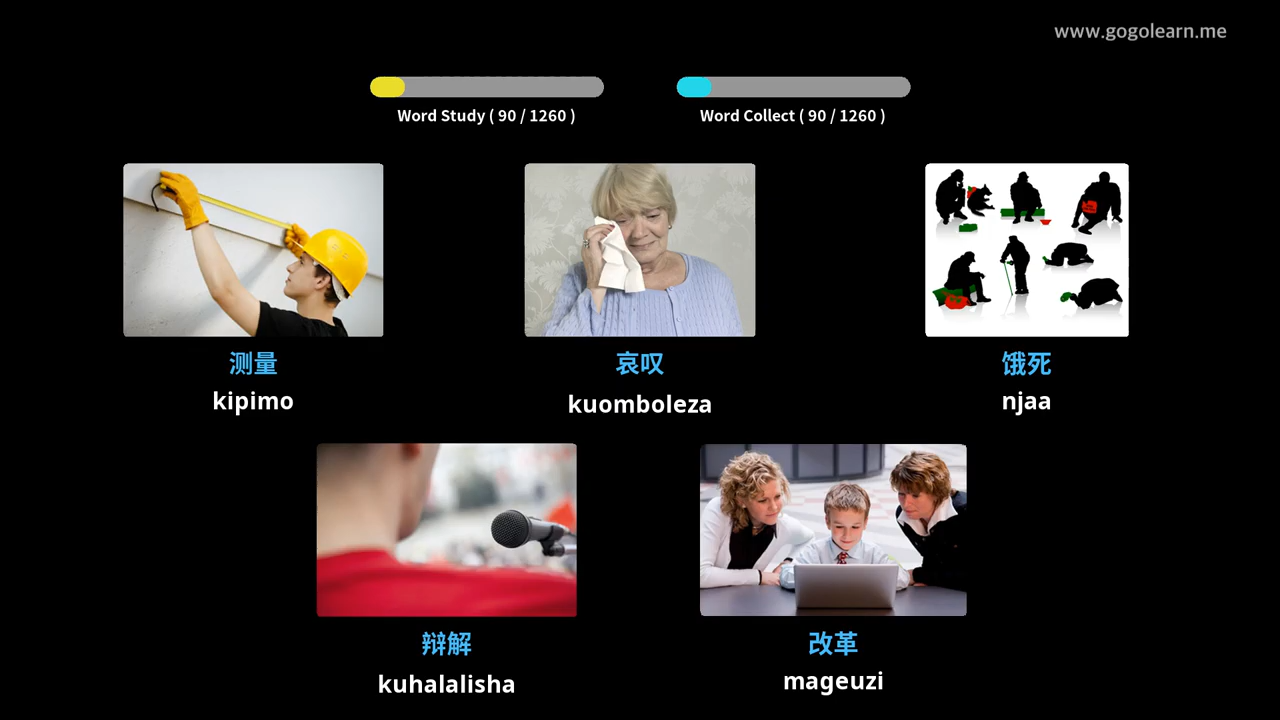 www.gogolearn.me
Word Study ( 90 / 1260 )
Word Collect ( 90 / 1260 )
测量
kipimo
哀叹
kuomboleza
饿死
njaa
辩解
kuhalalisha
改革
mageuzi